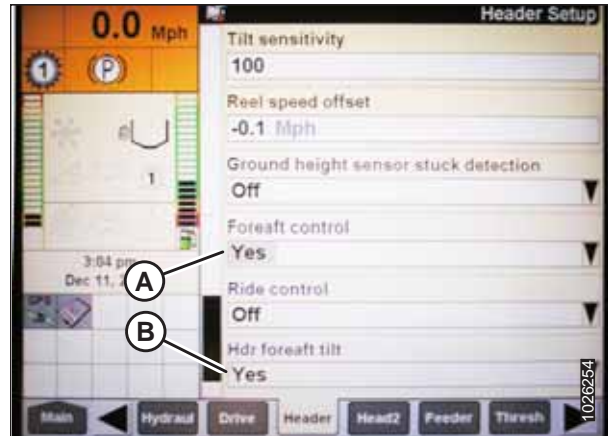 0.0 Mph
Header Setup
Tilt sensitivity
100
1
P
Reel speed offset
-0.1 Mph
Ground height sensor stuck detection
Off
1
Foreaft control
Yes
3:04 pm
Dec 11, 2
A
Ride control
Off
GPS
B
Hdr foreaft tilt
Yes
1026254
Main
Hydraul
Drive
Header
Head2
Feeder
Thresh